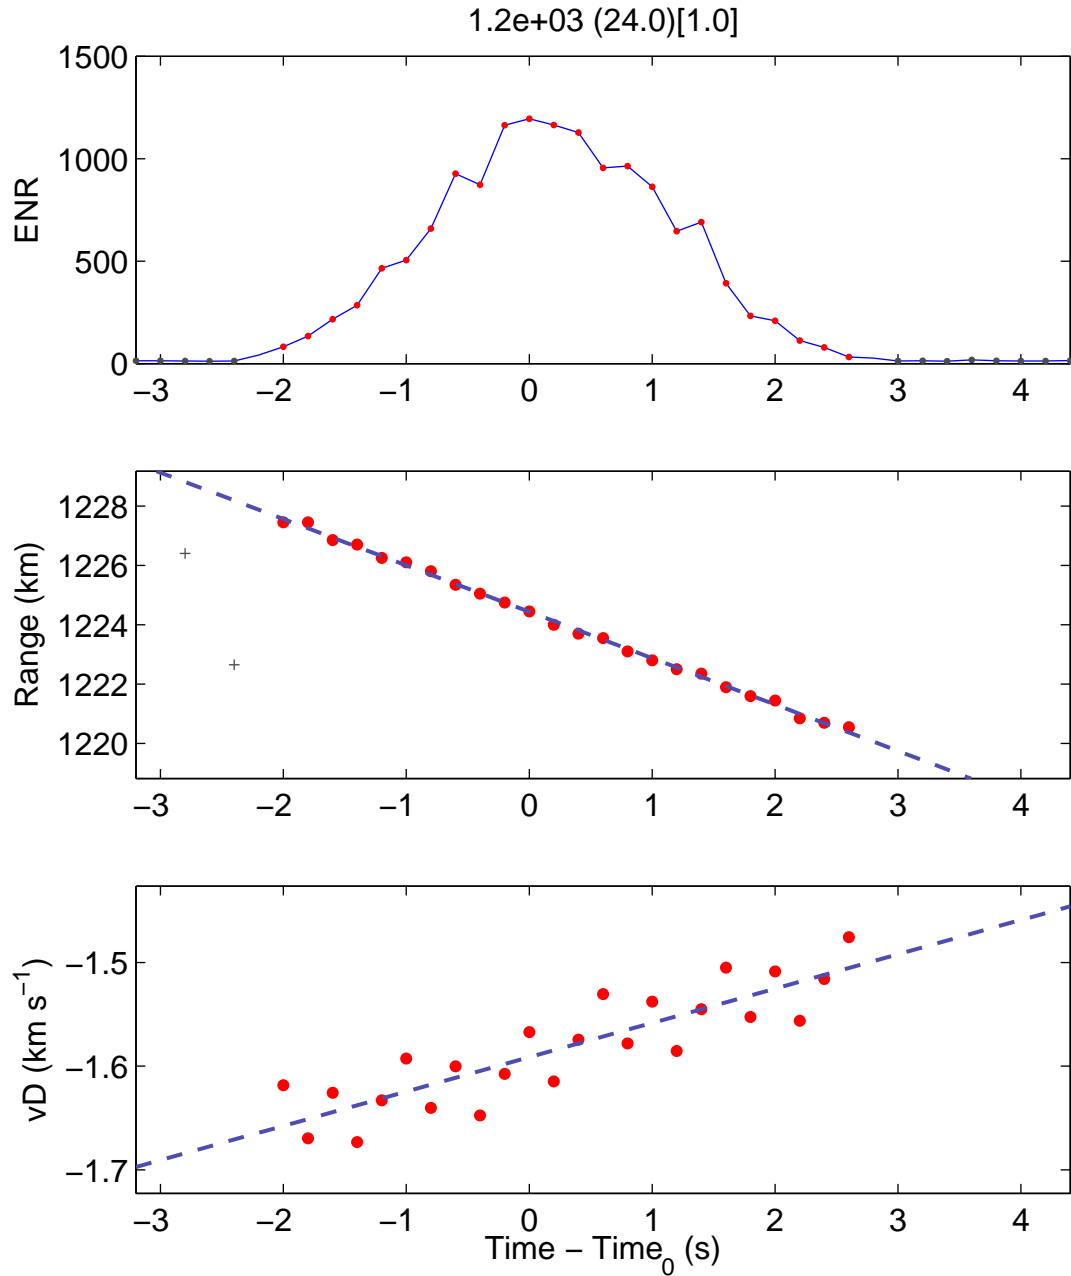 1.2e+03 (24.0)[1.0]
1500
1000
500
0
ENR
−3 −2 −1 0 1 2 3 4
1228
1226
1224
1222
1220
Range (km)
−3 −2 −1 0 1 2 3 4
−1.5
−1.6
−1.7
vD (km s⁻¹)
−3 −2 −1 0 1 2 3 4
Time − Time₀ (s)